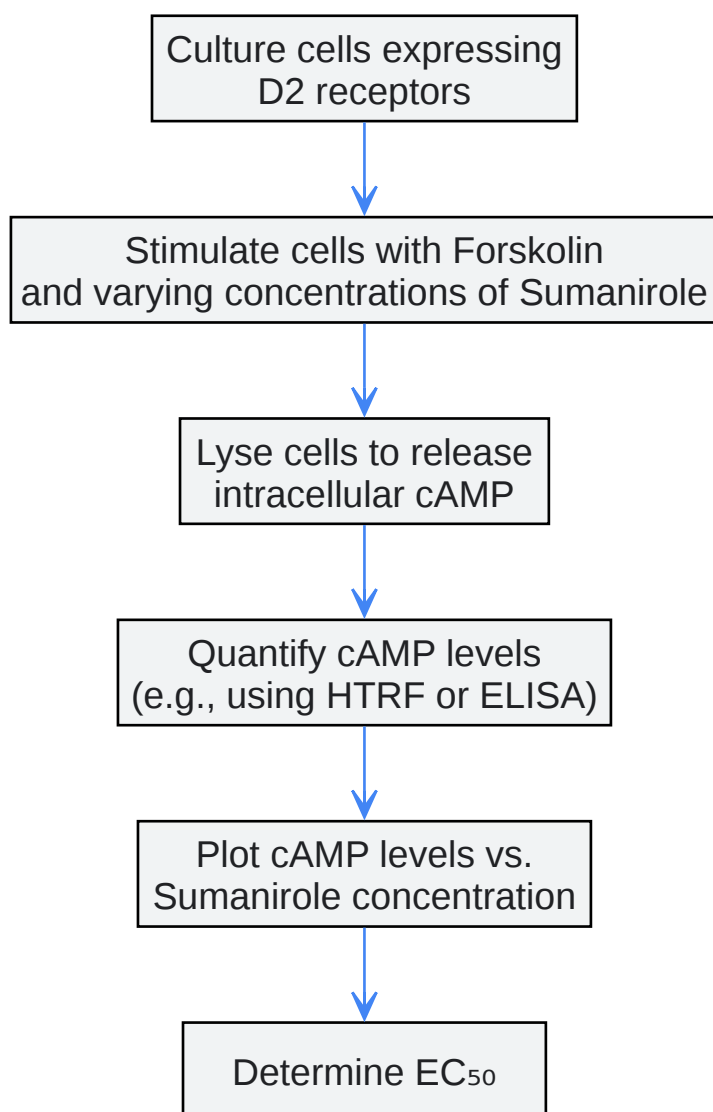 Culture cells expressing
D2 receptors
Stimulate cells with Forskolin
and varying concentrations of Sumanirole
Lyse cells to release
intracellular cAMP
Quantify cAMP levels
(e.g., using HTRF or ELISA)
Plot cAMP levels vs.
Sumanirole concentration
Determine EC₅₀